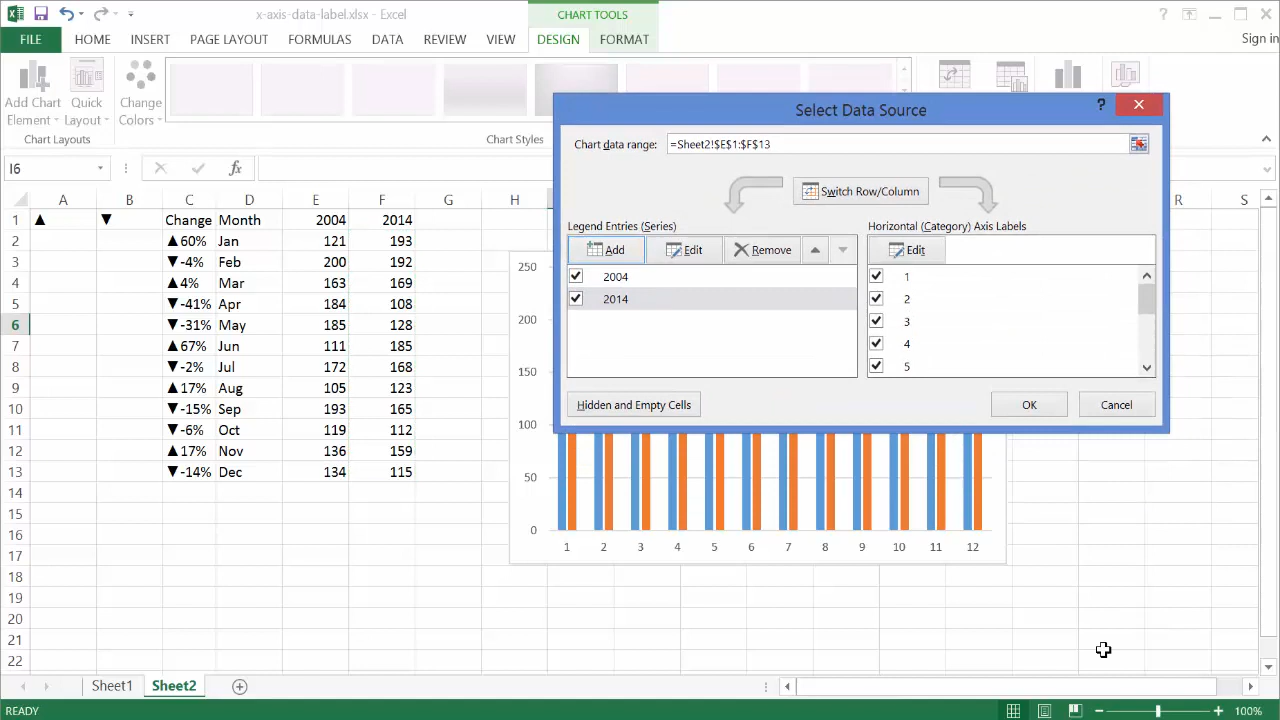 x-axis-data-label.xlsx - Excel
CHART TOOLS
?
FILE HOME INSERT PAGE LAYOUT FORMULAS DATA REVIEW VIEW DESIGN FORMAT
Sign in
Add Chart Element
Quick Layout
Change Colors
Chart Layouts
Chart Styles
I6
fx
Select Data Source
?
Chart data range: =Sheet2!$E$1:$F$13
Switch Row/Column
Legend Entries (Series)
Add Edit Remove
2004
2014
Horizontal (Category) Axis Labels
Edit
1
2
3
4
5
Hidden and Empty Cells
OK Cancel
A B C D E F G H R S
1 ▲ ▼ Change Month 2004 2014
2 ▲60% Jan 121 193
3 ▼-4% Feb 200 192
4 ▲4% Mar 163 169
5 ▼-41% Apr 184 108
6 ▼-31% May 185 128
7 ▲67% Jun 111 185
8 ▼-2% Jul 172 168
9 ▲17% Aug 105 123
10 ▼-15% Sep 193 165
11 ▼-6% Oct 119 112
12 ▲17% Nov 136 159
13 ▼-14% Dec 134 115
14
15
16
17
18
19
20
21
22
250
200
150
100
50
0
1 2 3 4 5 6 7 8 9 10 11 12
Sheet1 Sheet2
READY
100%